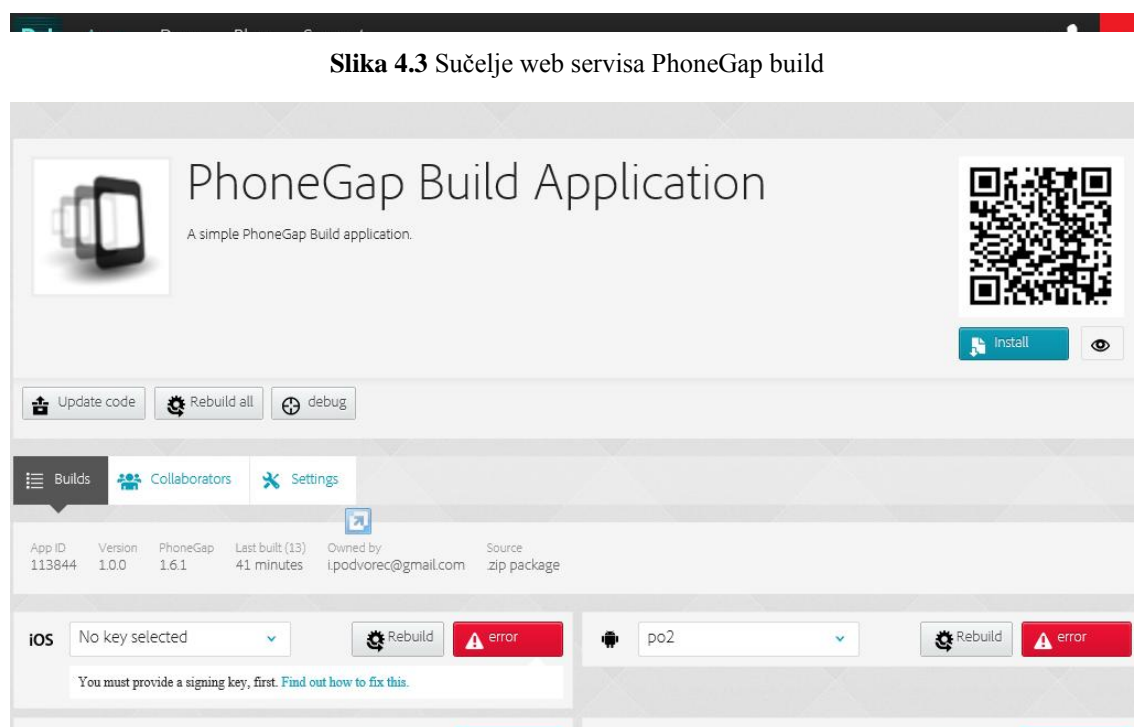 Slika 4.3 Sučelje web servisa PhoneGap build
PhoneGap Build Application
A simple PhoneGap Build application.
Install
Update code
Rebuild all
debug
Builds
Collaborators
Settings
App ID Version PhoneGap Last built (13) Owned by Source
113844 1.0.0 1.6.1 41 minutes i.podvorec@gmail.com .zip package
iOS No key selected Rebuild error po2 Rebuild error
You must provide a signing key, first. Find out how to fix this.